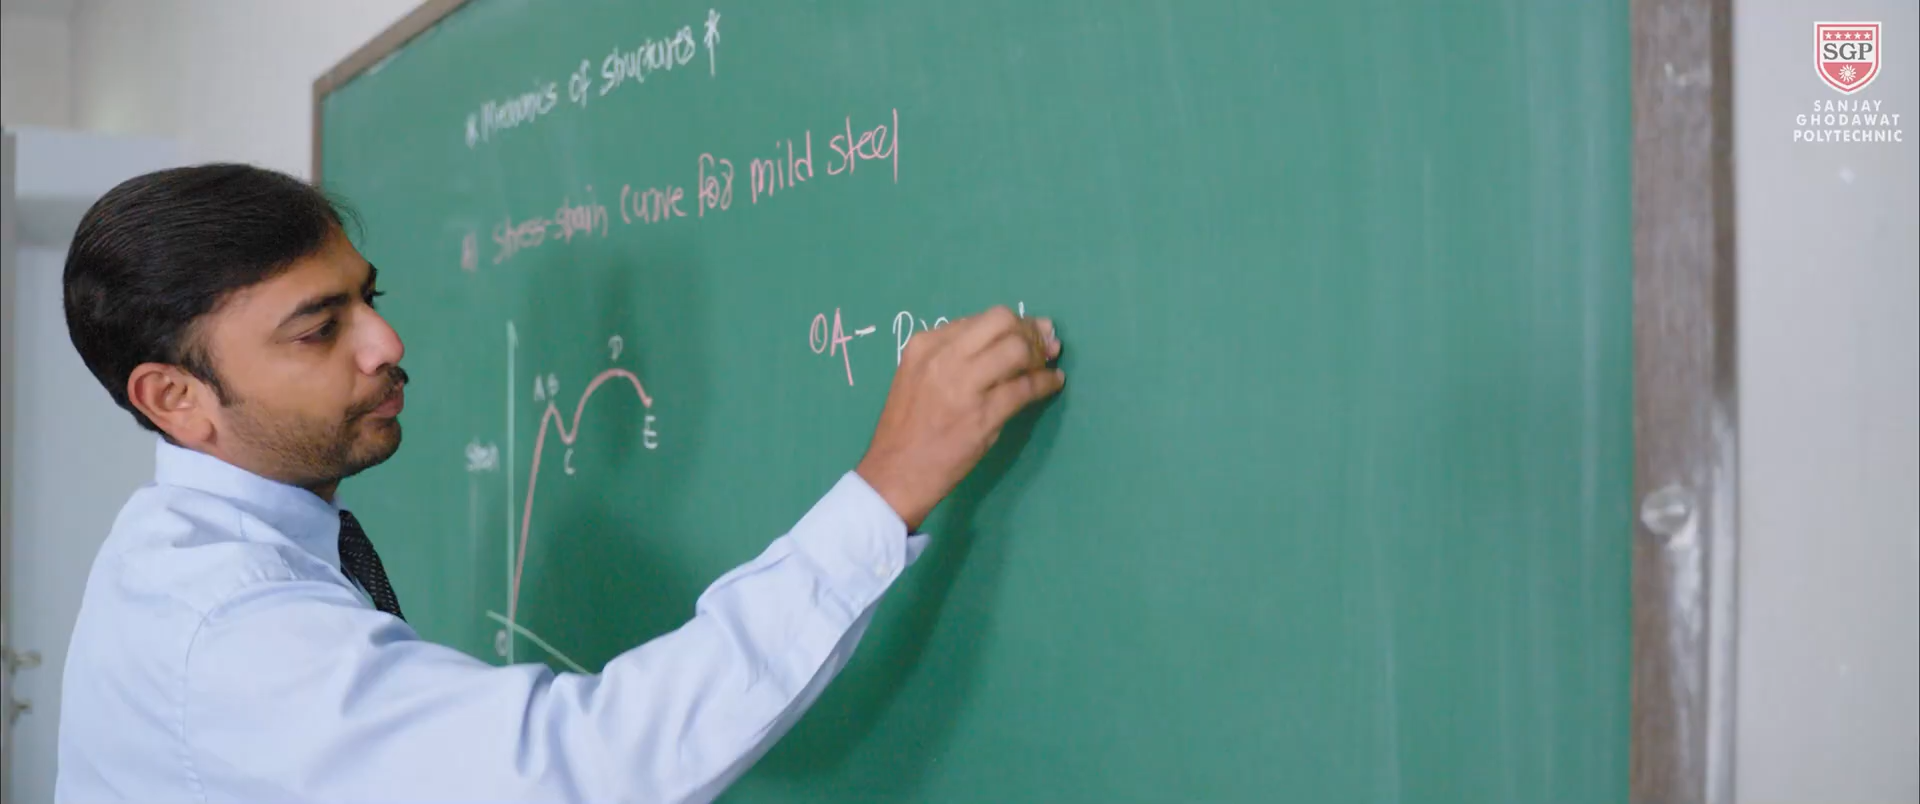 * Mechanics of Structures *
A) Stress-strain curve for mild steel
OA-
D
A B
E
C
O
SGP
SANJAY
GHODAWAT
POLYTECHNIC